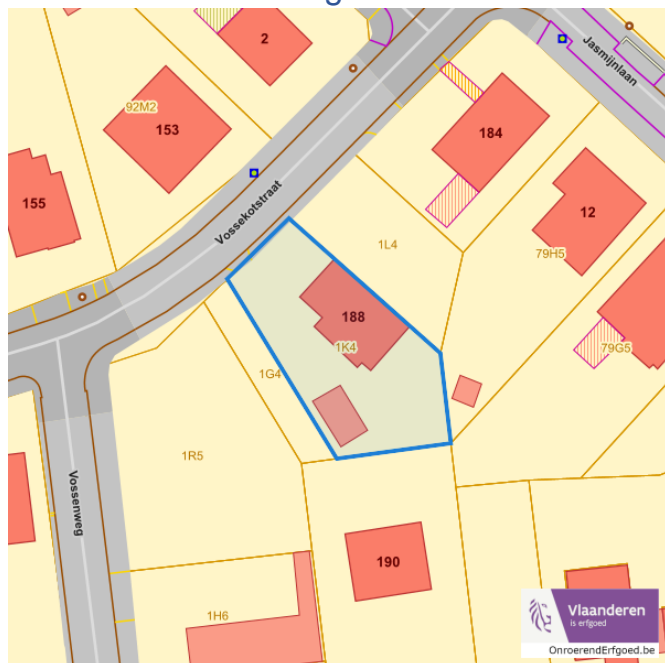 2
Jasmijnlaan
92M2
153
184
155
Vossekotstraat
12
1L4
79H5
188
1K4
79G5
1G4
1R5
Vossenweg
190
1H6
Vlaanderen
is erfgoed
OnroerendErfgoed.be